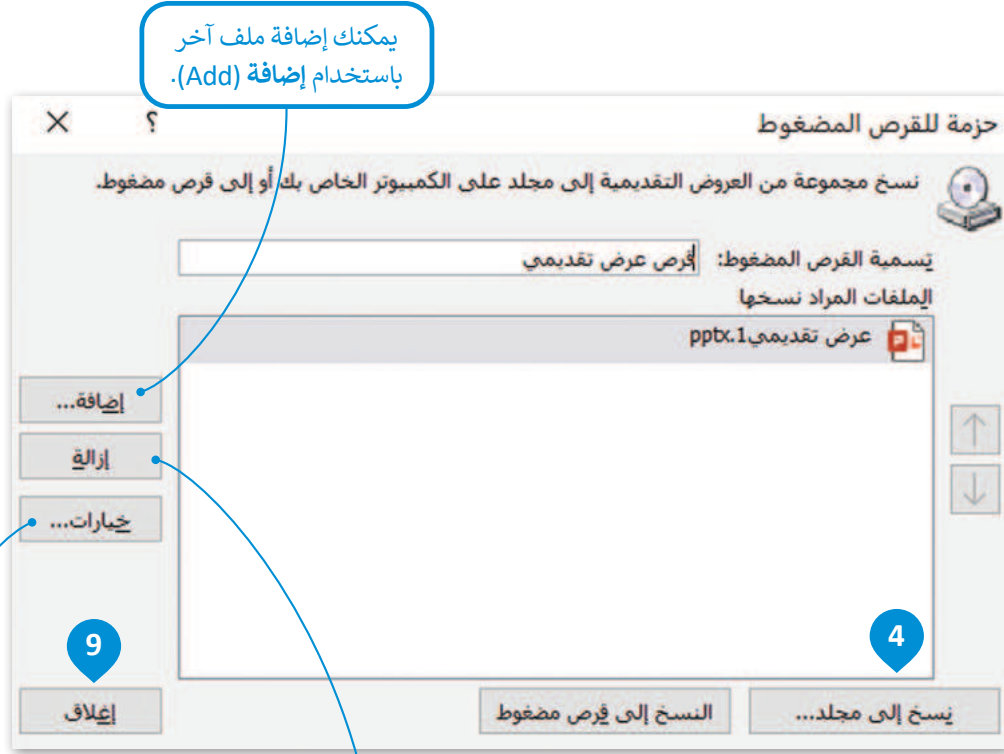 يمكنك إضافة ملف آخر
باستخدام إضافة (Add).
حزمة للقرص المضغوط ؟ ×
نسخ مجموعة من العروض التقديمية إلى مجلد على الكمبيوتر الخاص بك أو إلى قرص مضغوط.
تسمية القرص المضغوط: قرص عرض تقديمي
الملفات المراد نسخها
عرض تقديمي1.pptx
إضافة...
إزالة
خيارات...
4
9
نسخ إلى مجلد... النسخ إلى قرص مضغوط إغلاق